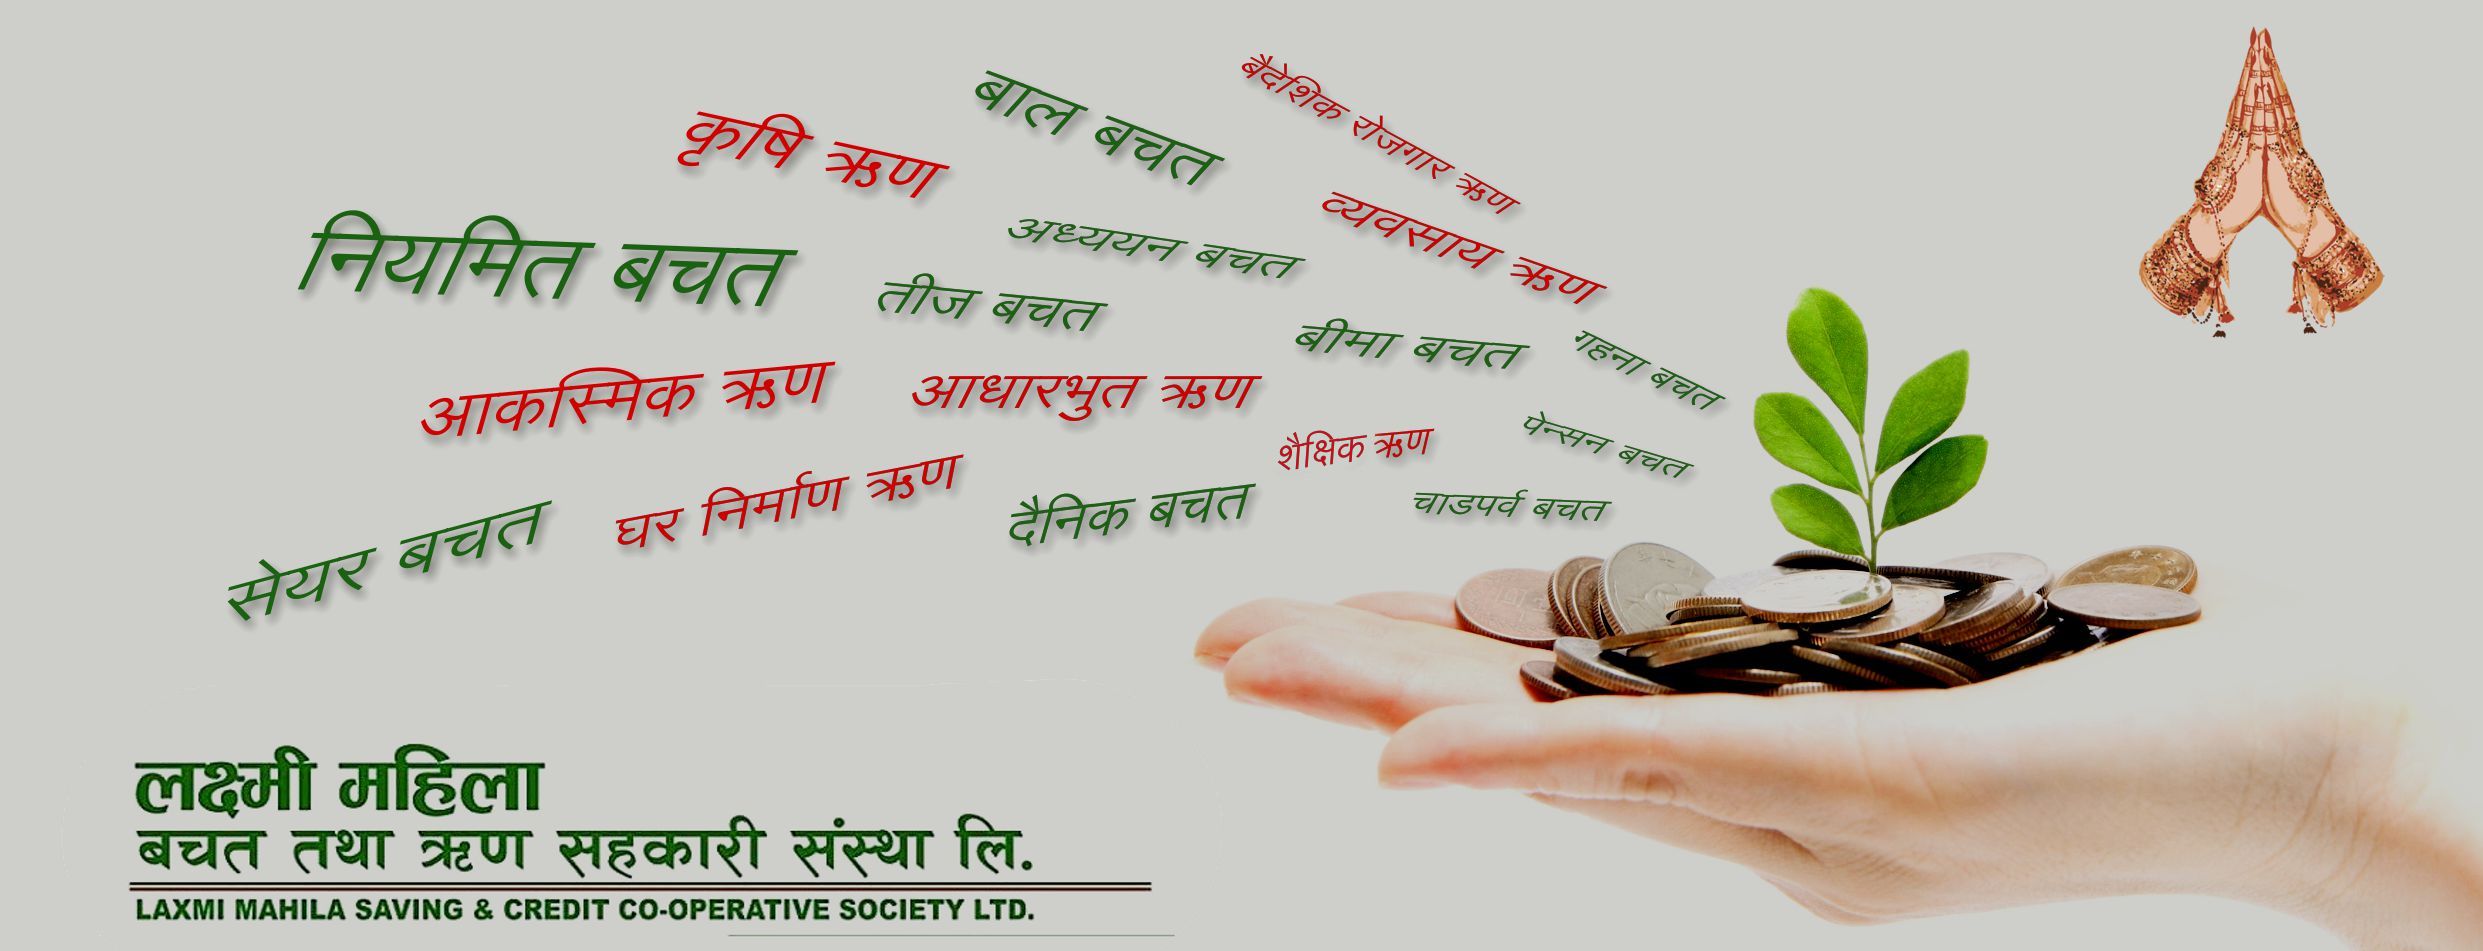 बैदेशिक रोजगार ऋण
बाल बचत
कृषि ऋण
व्यवसाय ऋण
अध्ययन बचत
नियमित बचत
तीज बचत
बीमा बचत
गहना बचत
आकस्मिक ऋण
आधारभुत ऋण
शैक्षिक ऋण
पेन्सन बचत
घर निर्माण ऋण
दैनिक बचत
चाडपर्व बचत
सेयर बचत
लक्ष्मी महिला
बचत तथा ऋण सहकारी संस्था लि.
LAXMI MAHILA SAVING & CREDIT CO-OPERATIVE SOCIETY LTD.